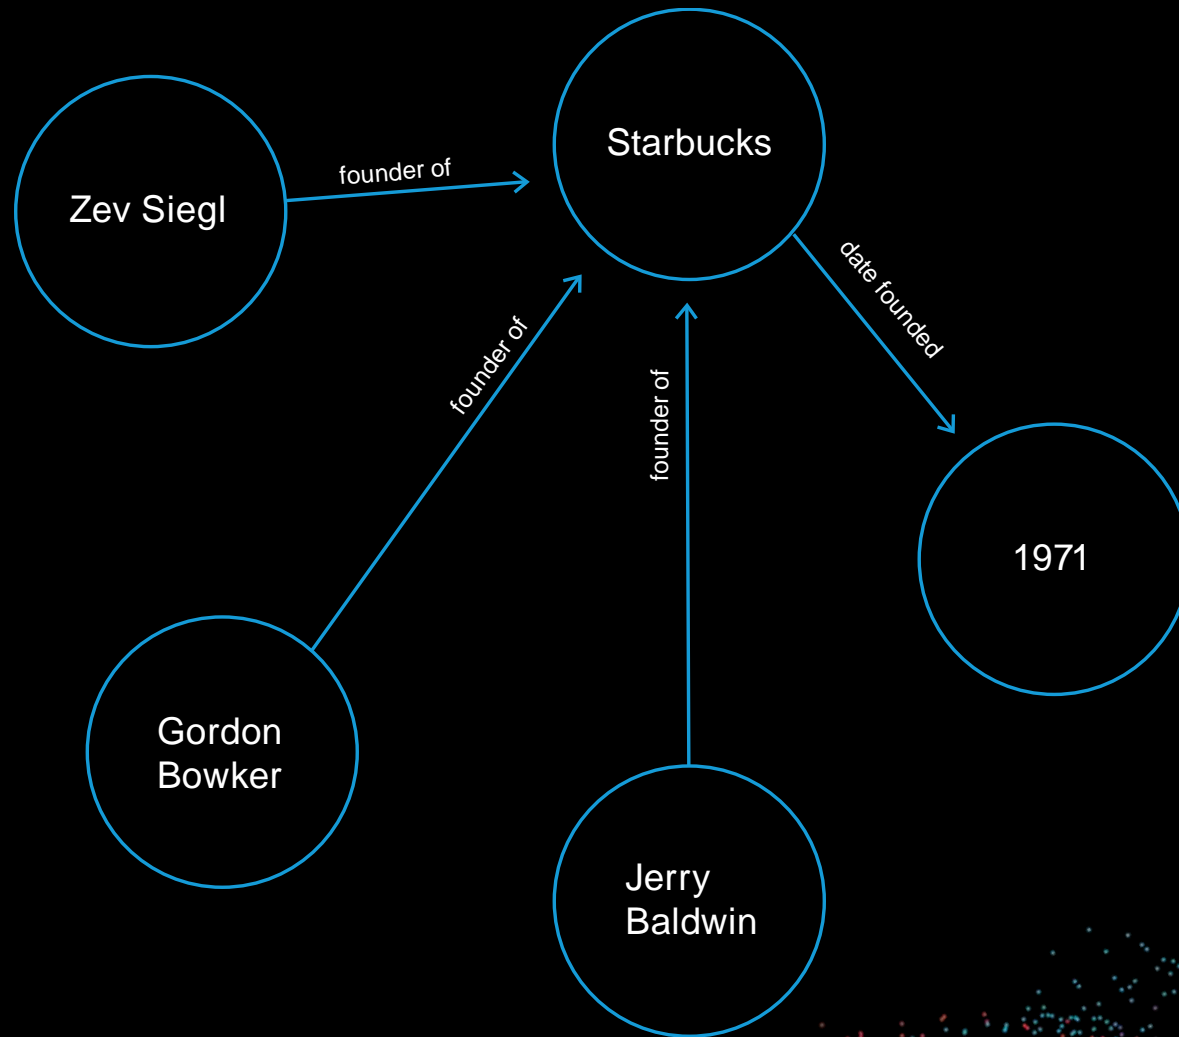 Starbucks
founder of
Zev Siegl
date founded
founder of
founder of
1971
Gordon
Bowker
Jerry
Baldwin